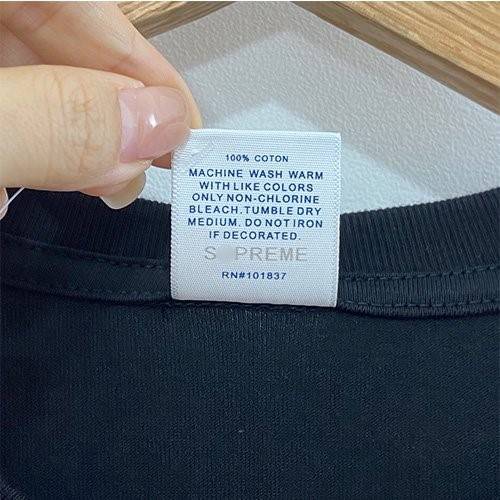 100% COTON
MACHINE WASH WARM
WITH LIKE COLORS
ONLY NON-CHLORINE
BLEACH. TUMBLE DRY
MEDIUM. DO NOT IRON
IF DECORATED.
S PREME
RN#101837